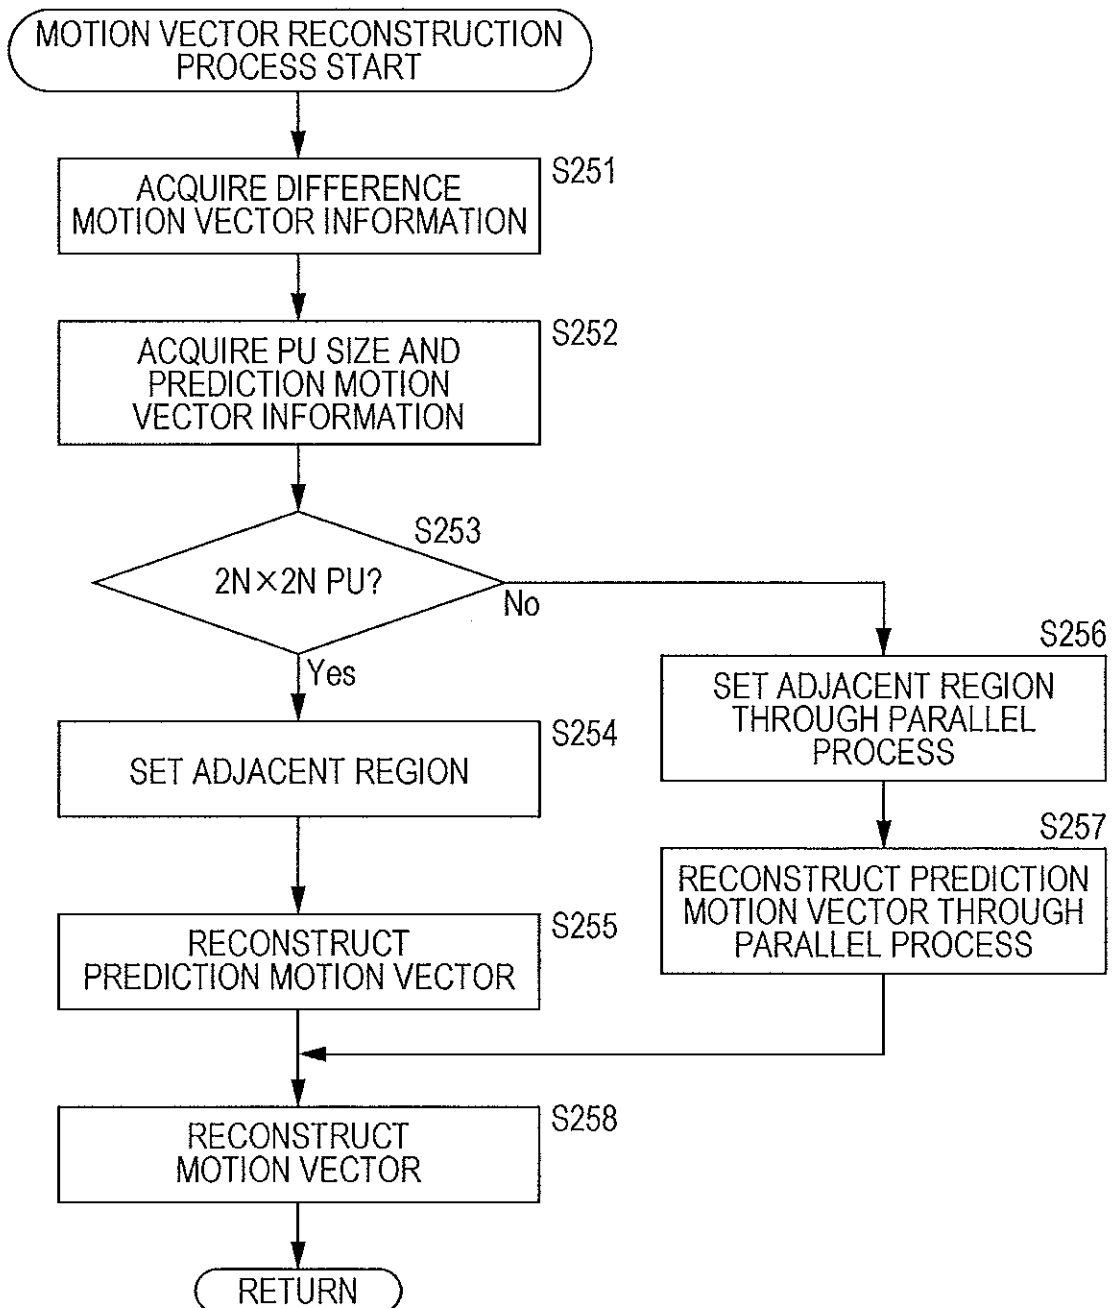 MOTION VECTOR RECONSTRUCTION
PROCESS START
S251
ACQUIRE DIFFERENCE
MOTION VECTOR INFORMATION
S252
ACQUIRE PU SIZE AND
PREDICTION MOTION
VECTOR INFORMATION
S253
2N×2N PU?
No
Yes
S254
SET ADJACENT REGION
S255
RECONSTRUCT
PREDICTION MOTION VECTOR
S256
SET ADJACENT REGION
THROUGH PARALLEL
PROCESS
S257
RECONSTRUCT PREDICTION
MOTION VECTOR THROUGH
PARALLEL PROCESS
S258
RECONSTRUCT
MOTION VECTOR
RETURN